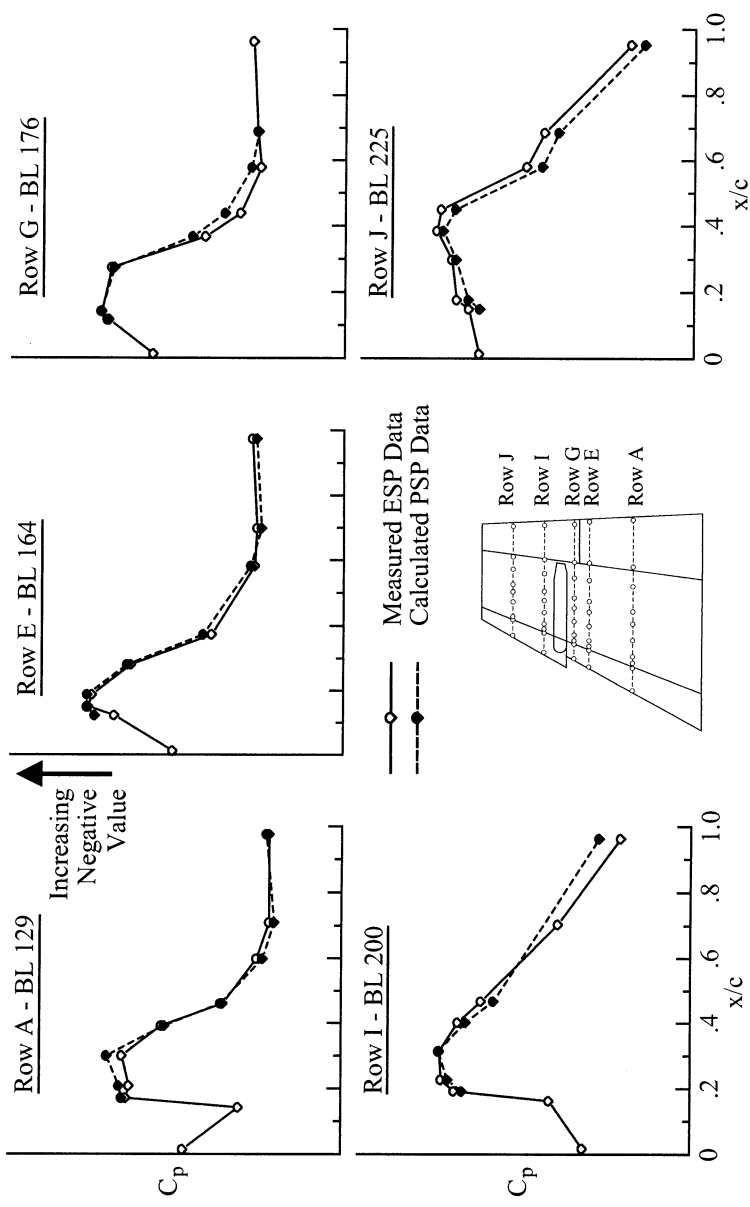 Row A - BL 129
Increasing
Negative
Value
Row E - BL 164
Row G - BL 176
Cp
Row I - BL 200
Cp
0
.2
.4
.6
.8
1.0
x/c
Measured ESP Data
Calculated PSP Data
Row J
Row I
Row G
Row E
Row A
Row J - BL 225
0
.2
.4
.6
.8
1.0
x/c